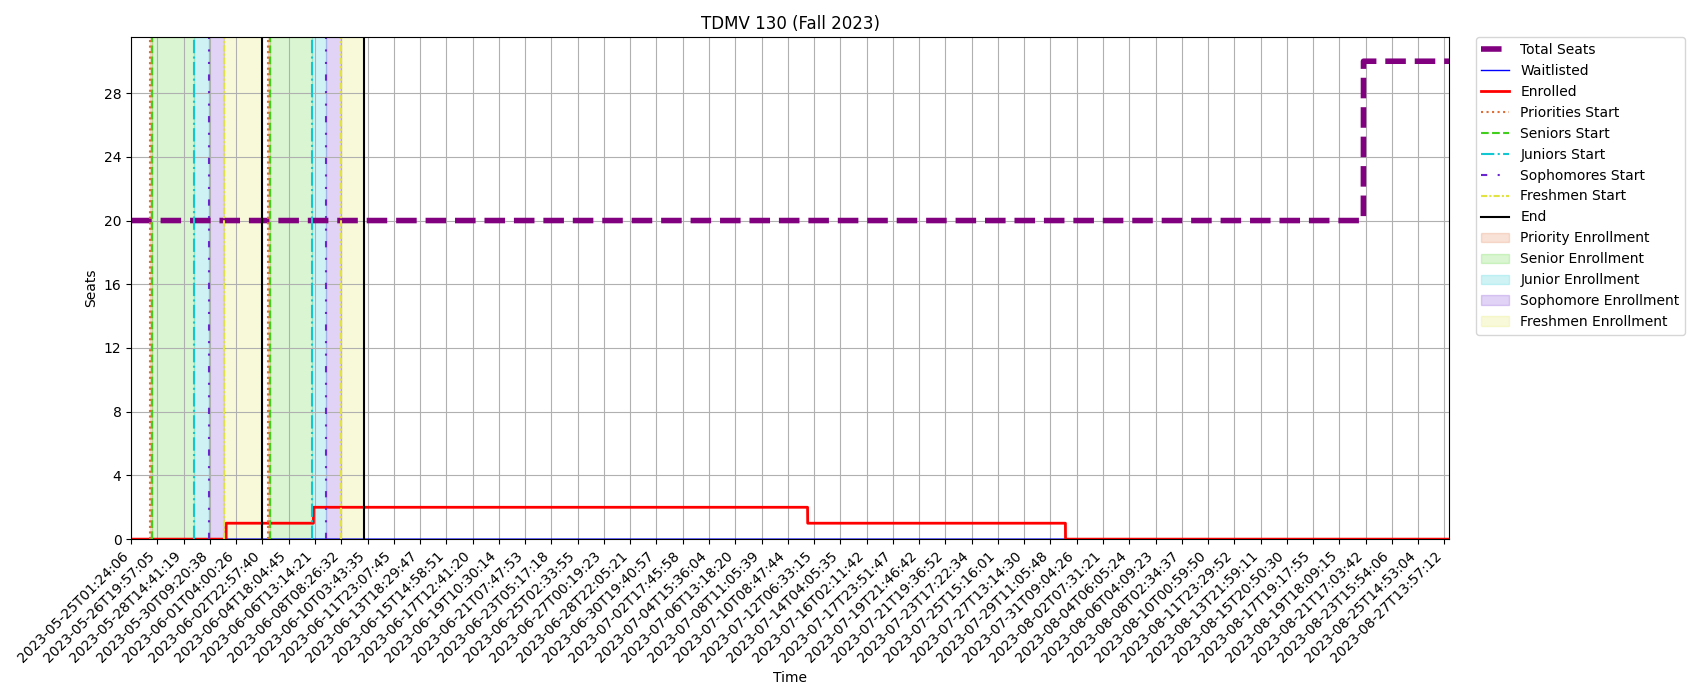 TDMV 130 (Fall 2023)
Seats
28
24
20
16
12
8
4
0
2023-05-25T01:24:06
2023-05-26T19:57:05
2023-05-28T14:41:19
2023-05-30T09:20:38
2023-06-01T04:00:26
2023-06-02T22:57:40
2023-06-04T18:04:45
2023-06-06T13:14:21
2023-06-08T08:26:32
2023-06-10T03:43:35
2023-06-11T23:07:45
2023-06-13T18:29:47
2023-06-15T14:58:51
2023-06-17T12:41:20
2023-06-19T10:30:14
2023-06-21T07:47:53
2023-06-23T05:17:18
2023-06-25T02:33:55
2023-06-27T00:19:23
2023-06-28T22:05:21
2023-06-30T19:40:57
2023-07-02T17:45:58
2023-07-04T15:36:04
2023-07-06T13:18:20
2023-07-08T11:05:39
2023-07-10T08:47:44
2023-07-12T06:33:15
2023-07-14T04:05:35
2023-07-16T02:11:42
2023-07-17T23:51:47
2023-07-19T21:46:42
2023-07-21T19:36:52
2023-07-23T17:22:34
2023-07-25T15:16:01
2023-07-27T13:14:30
2023-07-29T11:05:48
2023-07-31T09:04:26
2023-08-02T07:31:21
2023-08-04T06:05:24
2023-08-06T04:09:23
2023-08-08T02:34:37
2023-08-10T00:59:50
2023-08-11T23:29:52
2023-08-13T21:59:11
2023-08-15T20:50:30
2023-08-17T19:17:55
2023-08-19T18:09:15
2023-08-21T17:03:42
2023-08-23T15:54:06
2023-08-25T14:53:04
2023-08-27T13:57:12
Time
Total Seats
Waitlisted
Enrolled
Priorities Start
Seniors Start
Juniors Start
Sophomores Start
Freshmen Start
End
Priority Enrollment
Senior Enrollment
Junior Enrollment
Sophomore Enrollment
Freshmen Enrollment